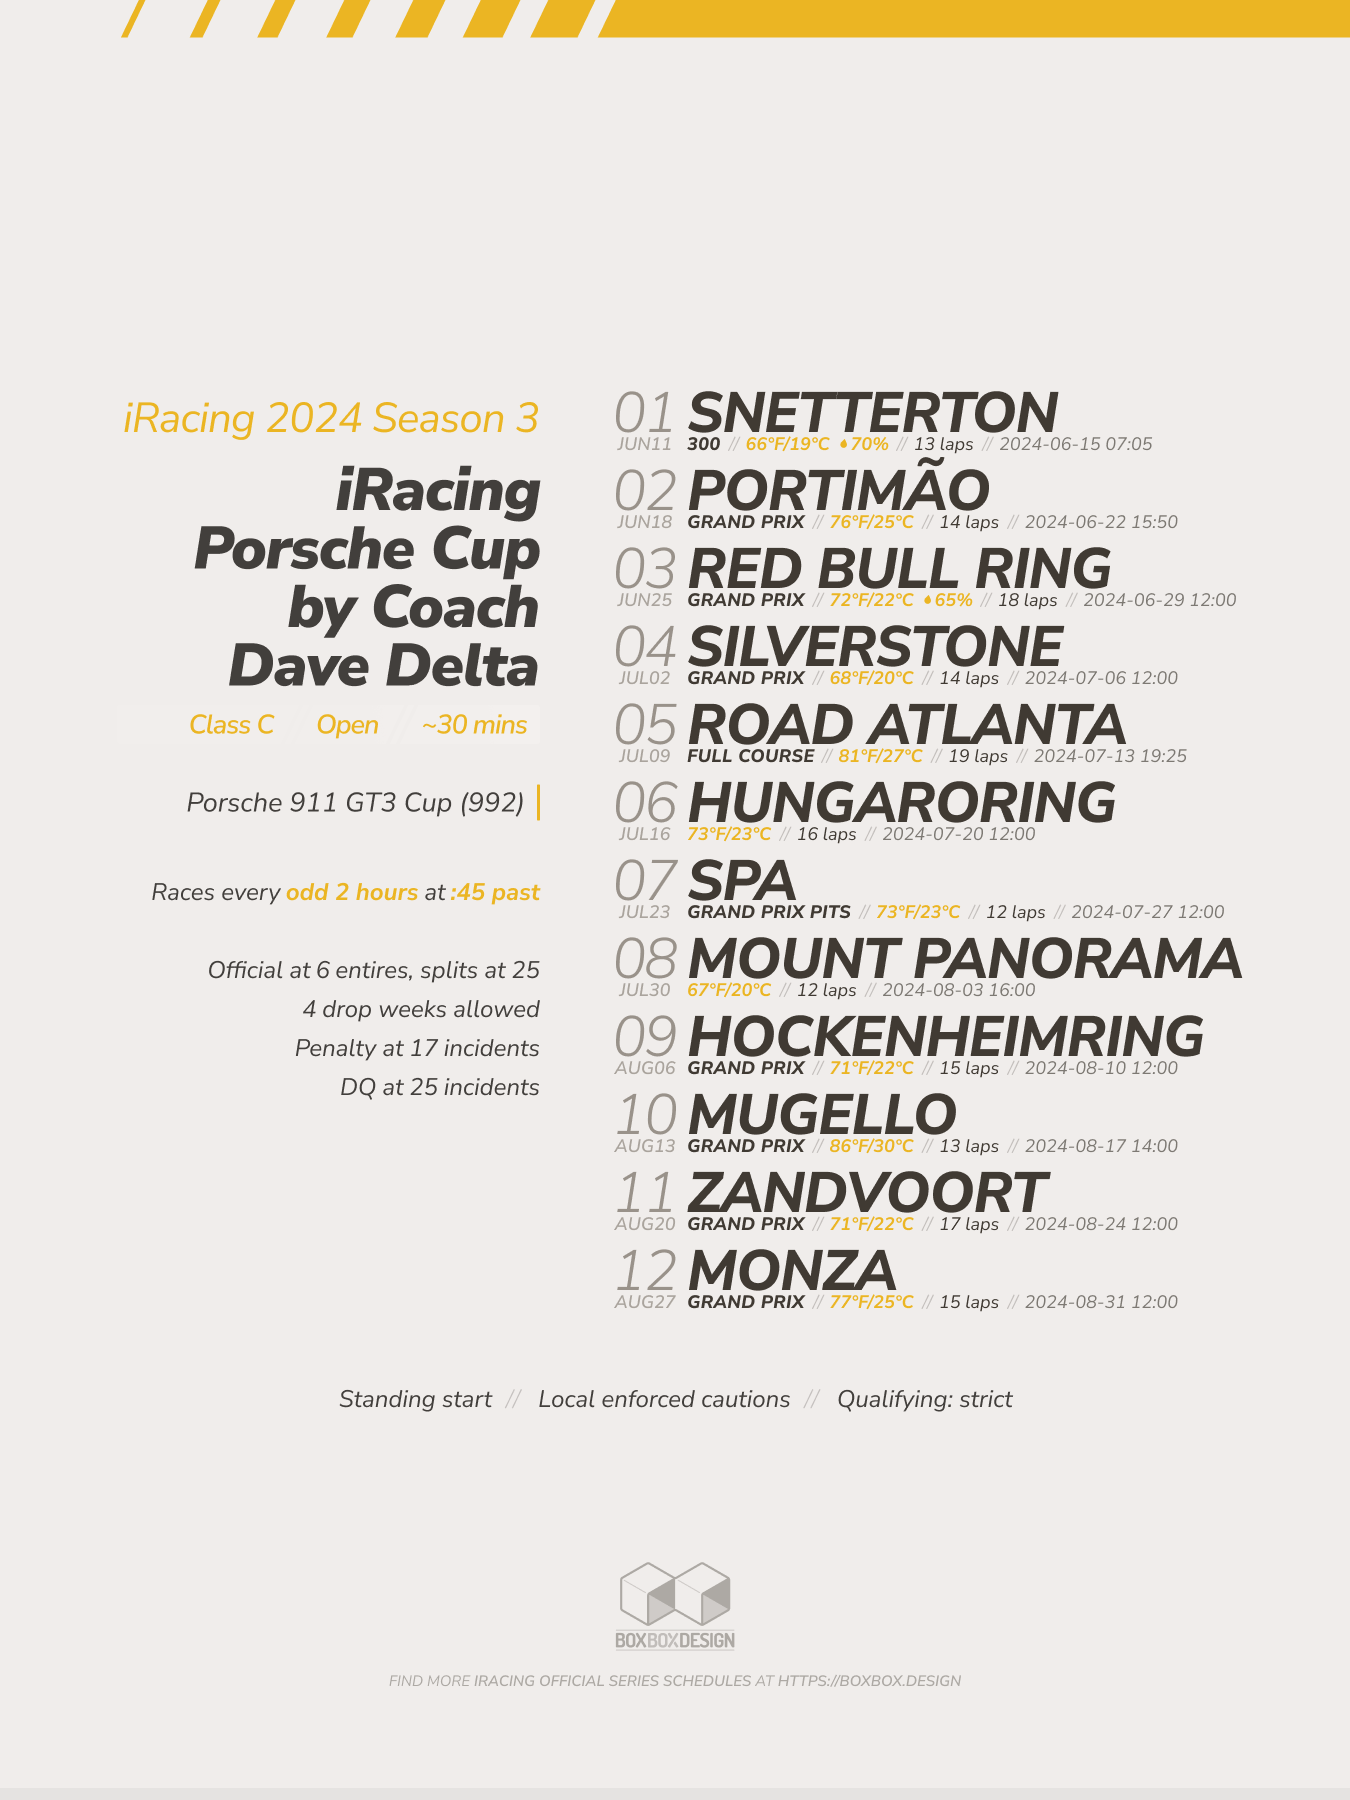 iRacing 2024 Season 3
iRacing
Porsche Cup
by Coach
Dave Delta
Class C // Open // ~30 mins
Porsche 911 GT3 Cup (992)
Races every odd 2 hours at :45 past
Official at 6 entires, splits at 25
4 drop weeks allowed
Penalty at 17 incidents
DQ at 25 incidents
01 SNETTERTON
JUN11 300 // 66°F/19°C 70% // 13 laps // 2024-06-15 07:05
02 PORTIMÃO
JUN18 GRAND PRIX // 76°F/25°C // 14 laps // 2024-06-22 15:50
03 RED BULL RING
JUN25 GRAND PRIX // 72°F/22°C 65% // 18 laps // 2024-06-29 12:00
04 SILVERSTONE
JUL02 GRAND PRIX // 68°F/20°C // 14 laps // 2024-07-06 12:00
05 ROAD ATLANTA
JUL09 FULL COURSE // 81°F/27°C // 19 laps // 2024-07-13 19:25
06 HUNGARORING
JUL16 73°F/23°C // 16 laps // 2024-07-20 12:00
07 SPA
JUL23 GRAND PRIX PITS // 73°F/23°C // 12 laps // 2024-07-27 12:00
08 MOUNT PANORAMA
JUL30 67°F/20°C // 12 laps // 2024-08-03 16:00
09 HOCKENHEIMRING
AUG06 GRAND PRIX // 71°F/22°C // 15 laps // 2024-08-10 12:00
10 MUGELLO
AUG13 GRAND PRIX // 86°F/30°C // 13 laps // 2024-08-17 14:00
11 ZANDVOORT
AUG20 GRAND PRIX // 71°F/22°C // 17 laps // 2024-08-24 12:00
12 MONZA
AUG27 GRAND PRIX // 77°F/25°C // 15 laps // 2024-08-31 12:00
Standing start // Local enforced cautions // Qualifying: strict
BOXBOXDESIGN
FIND MORE IRACING OFFICIAL SERIES SCHEDULES AT HTTPS://BOXBOX.DESIGN